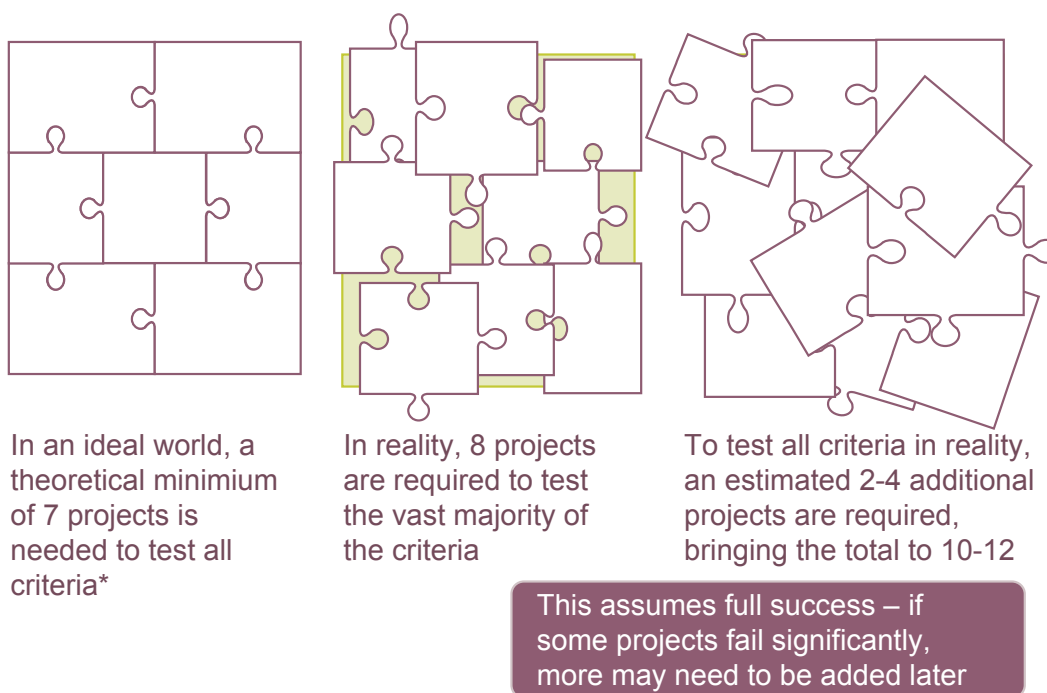 In an ideal world, a
theoretical minimium
of 7 projects is
needed to test all
criteria*
In reality, 8 projects
are required to test
the vast majority of
the criteria
To test all criteria in reality,
an estimated 2-4 additional
projects are required,
bringing the total to 10-12
This assumes full success – if
some projects fail significantly,
more may need to be added later